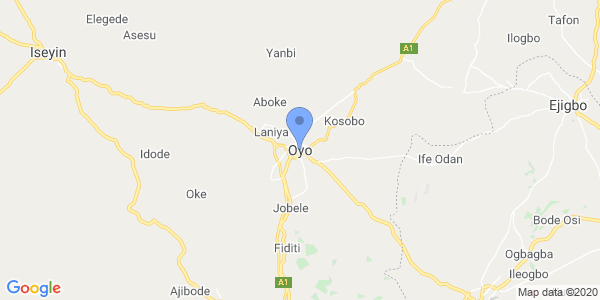 Elegede
Tafon
Asesu
Ilogbo
A1
Iseyin
Yanbi
Aboke
Ejigbo
Kosobo
Laniya
Oyo
Idode
Ife Odan
Oke
Jobele
Bode Osi
Fiditi
Ogbagba
Ileogbo
A1
Ajibode
Google
Map data ©2020